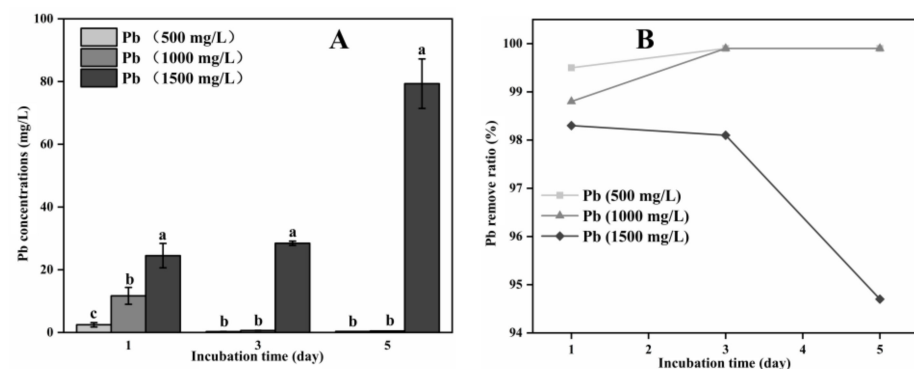 A
Pb （500 mg/L）
Pb （1000 mg/L）
Pb （1500 mg/L）
Pb concentrations (mg/L)
100
80
60
40
20
0
c
b
a
b
b
a
b
b
a
1
3
5
Incubation time (day)
B
Pb remove ratio (%)
100
99
98
97
96
95
94
Pb (500 mg/L)
Pb (1000 mg/L)
Pb (1500 mg/L)
1
2
3
4
5
Incubation time (day)